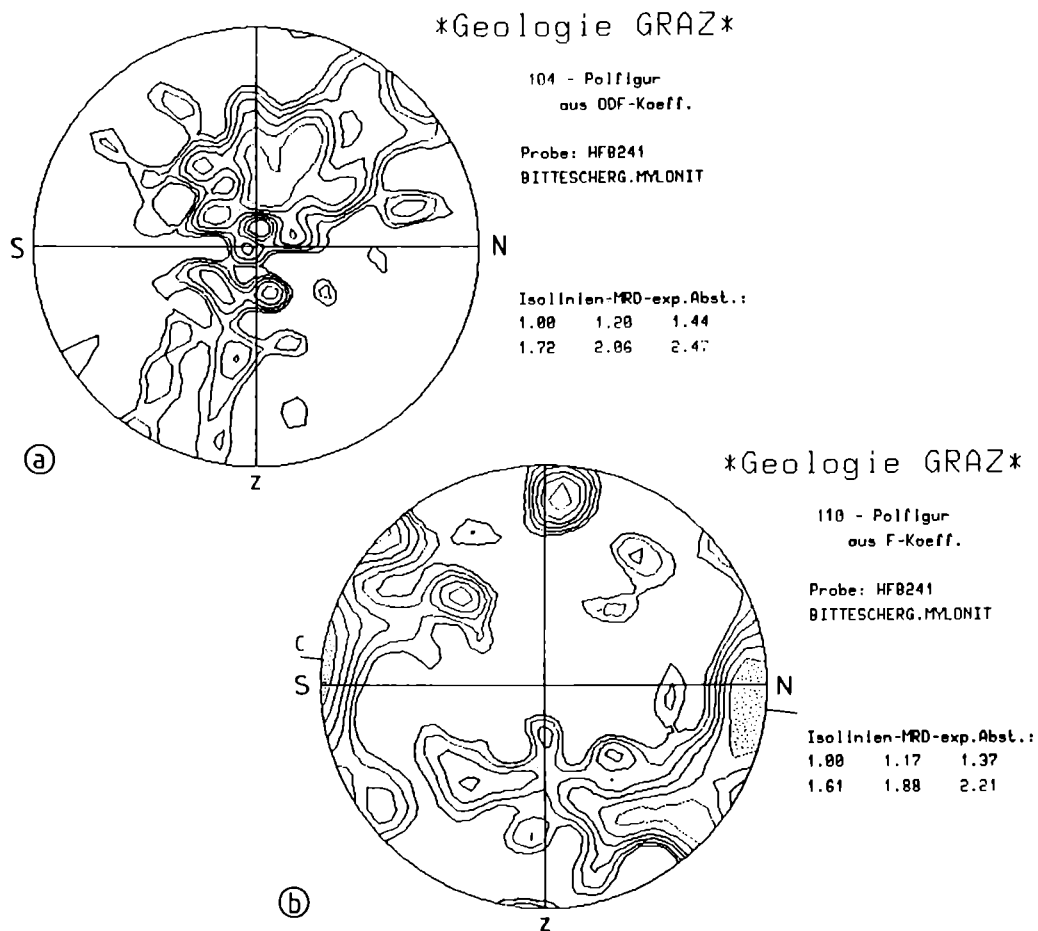 *Geologie GRAZ*
104 - Polfigur
aus ODF-Koeff.
Probe: HFB241
BITTESCHERG.MYLONIT
S
N
Isolinien-MRD-exp.Abst.:
1.00 1.20 1.44
1.72 2.06 2.47
a
z
*Geologie GRAZ*
110 - Polfigur
aus F-Koeff.
Probe: HFB241
BITTESCHERG.MYLONIT
C
S
N
Isolinien-MRD-exp.Abst.:
1.00 1.17 1.37
1.61 1.88 2.21
b
z